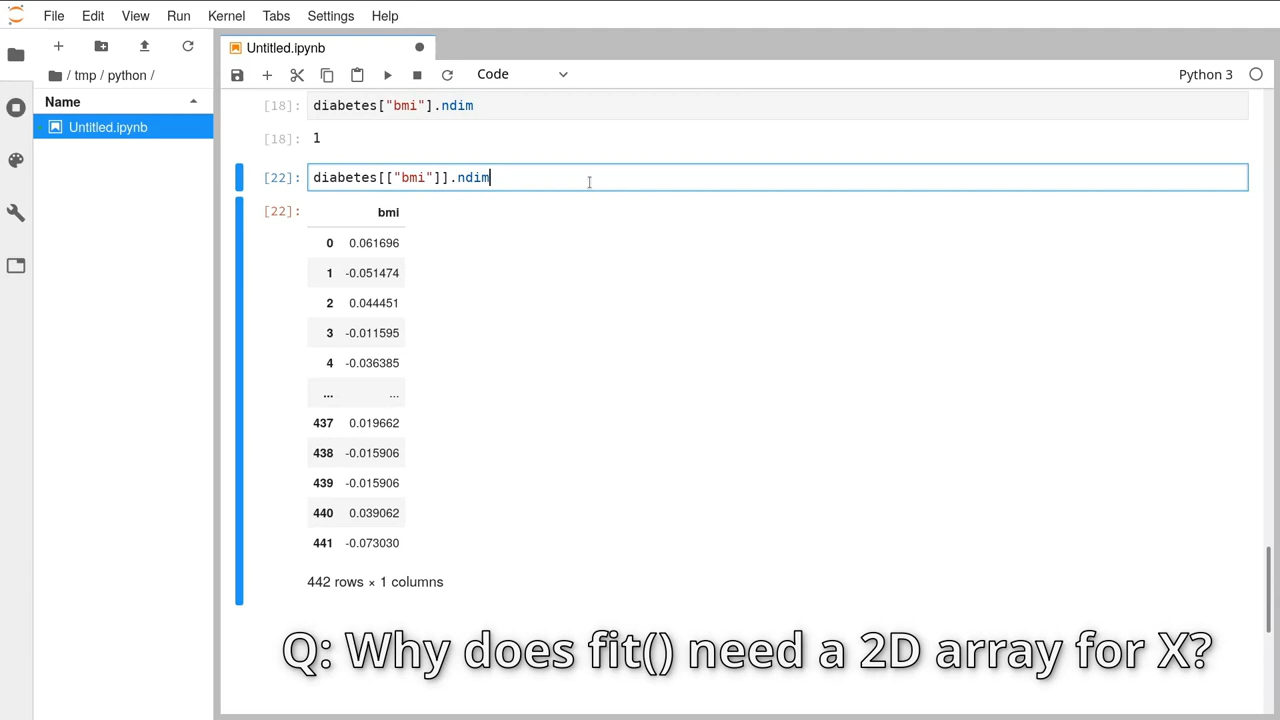 File Edit View Run Kernel Tabs Settings Help
Untitled.ipynb
Code
Python 3
/ tmp / python /
Name
Untitled.ipynb
[18]: diabetes["bmi"].ndim
[18]: 1
[22]: diabetes[["bmi"]].ndim
[22]: bmi
0 0.061696
1 -0.051474
2 0.044451
3 -0.011595
4 -0.036385
... ...
437 0.019662
438 -0.015906
439 -0.015906
440 0.039062
441 -0.073030
442 rows × 1 columns
Q: Why does fit() need a 2D array for X?